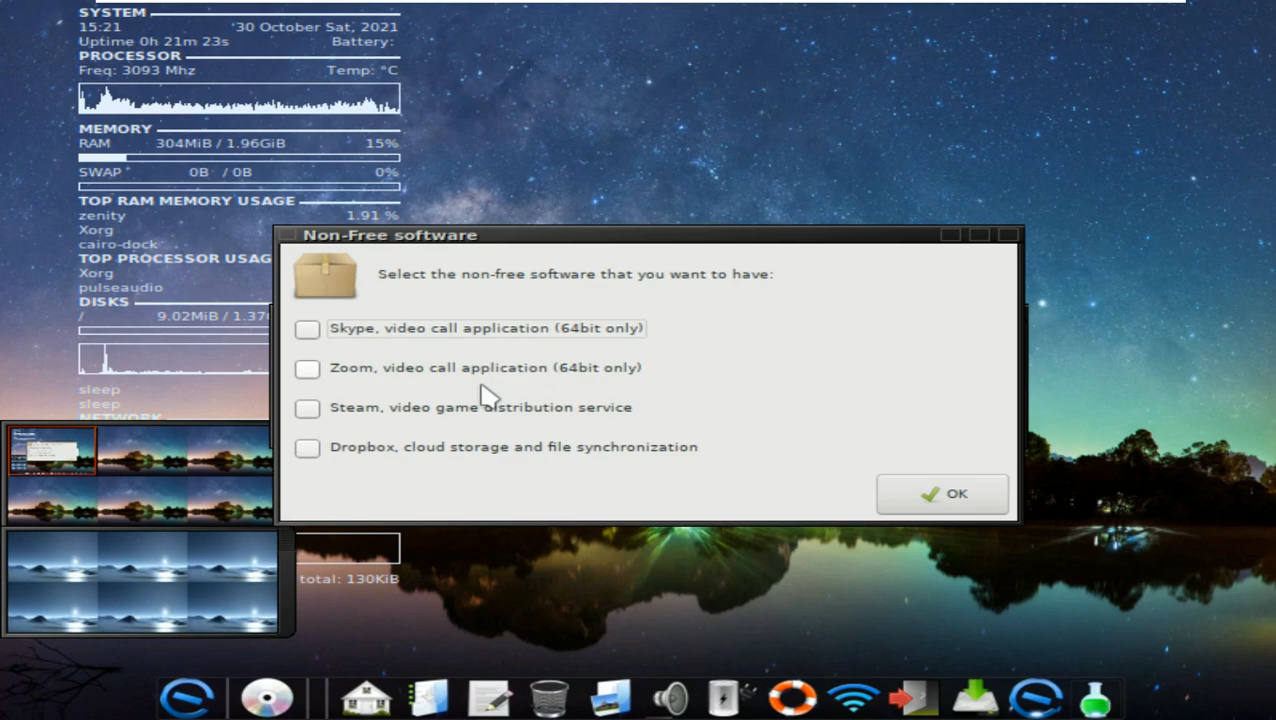 SYSTEM
15:21 30 October Sat, 2021
Uptime 0h 21m 23s Battery:
PROCESSOR
Freq: 3093 Mhz Temp: °C
MEMORY
RAM 304MiB / 1.96GiB 15%
SWAP 0B / 0B 0%
TOP RAM MEMORY USAGE
zenity 1.91 %
Xorg
cairo-dock
TOP PROCESSOR USAG
Xorg
pulseaudio
DISKS
/ 9.02MiB / 1.37
sleep
sleep
NETWORK
total: 130KiB
Non-Free software
Select the non-free software that you want to have:
Skype, video call application (64bit only)
Zoom, video call application (64bit only)
Steam, video game distribution service
Dropbox, cloud storage and file synchronization
OK